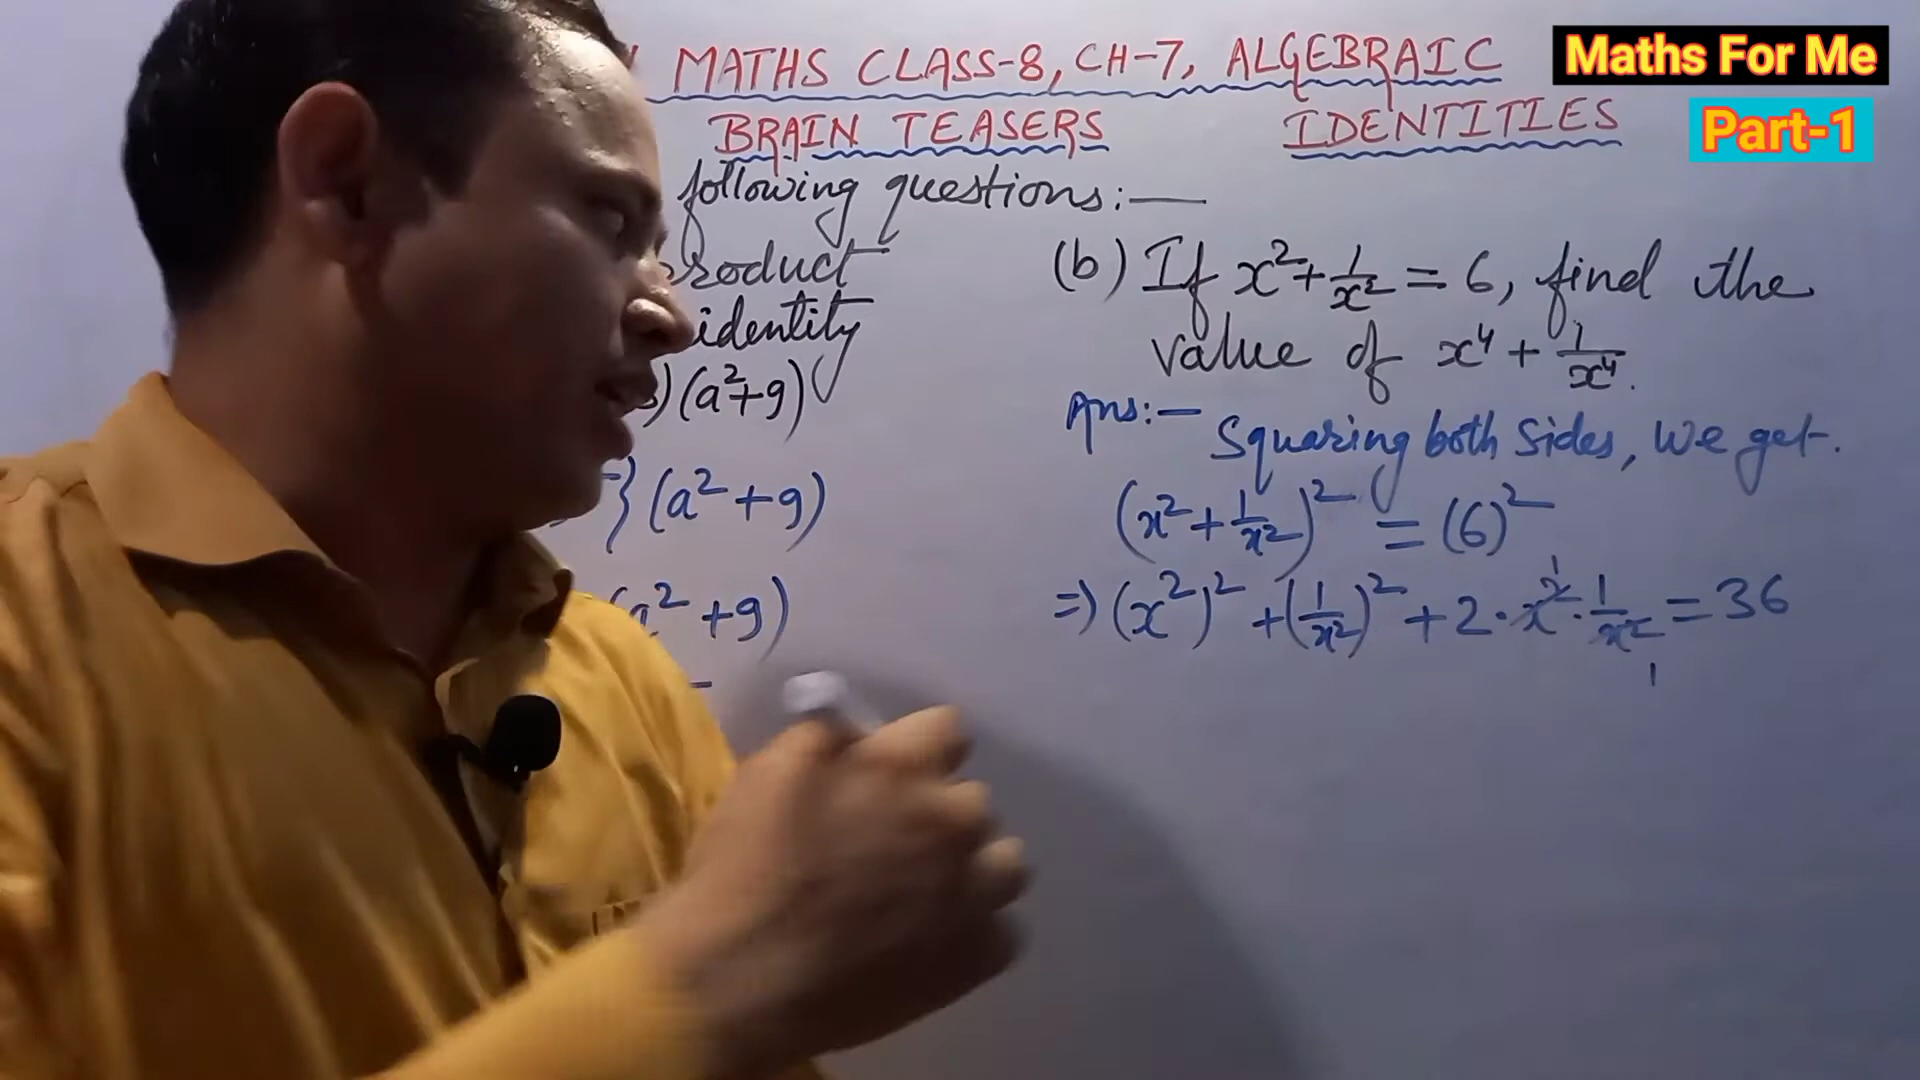 MATHS CLASS-8, CH-7, ALGEBRAIC
BRAIN TEASERS IDENTITIES
Maths For Me
Part-1
following questions:—
product
identity
)(a²+9)
}(a²+9)
(a²+9)
(b) If x²+1/x² = 6, find the
value of x⁴ + 1/x⁴.
Ans:— Squaring both sides, we get.
(x²+1/x²)² = (6)²
=> (x²)² + (1/x²)² + 2·x²·1/x² = 36